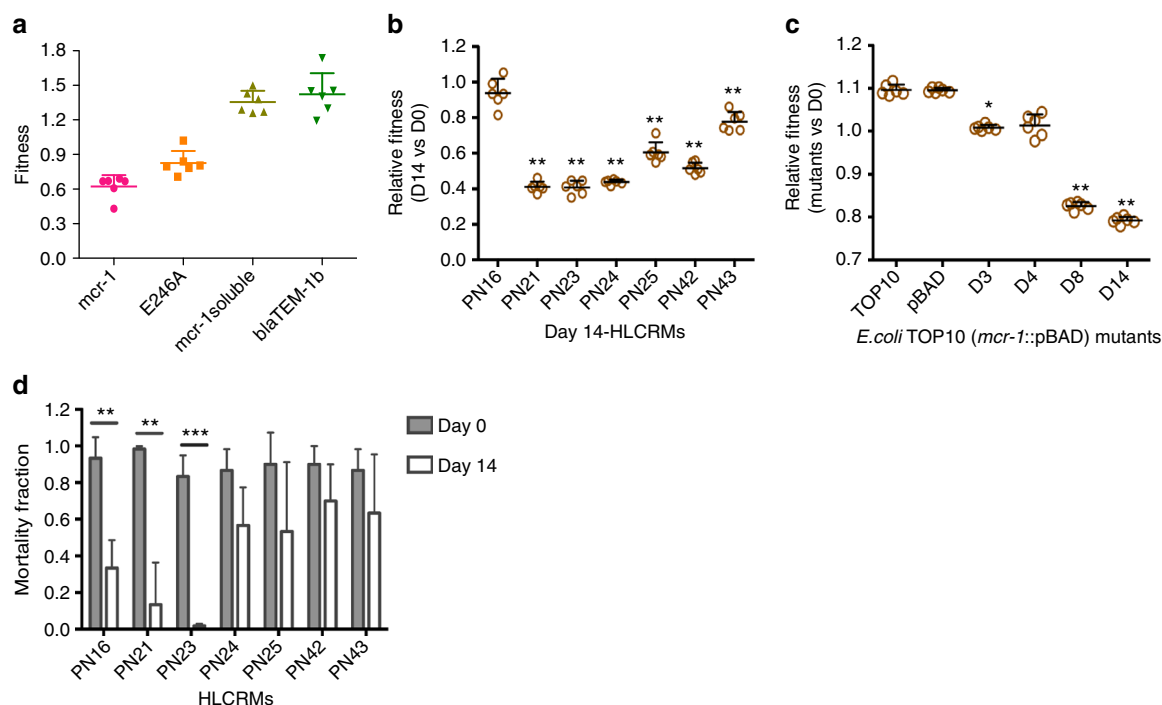 a
Fitness
1.8
1.5
1.2
0.9
0.6
0.3
0.0
mcr-1
E246A
mcr-1soluble
blaTEM-1b
b
Relative fitness
(D14 vs D0)
1.2
1.0
0.8
0.6
0.4
0.2
0.0
**
**
**
**
**
**
PN16
PN21
PN23
PN24
PN25
PN42
PN43
Day 14-HLCRMs
c
Relative fitness
(mutants vs D0)
1.2
1.1
1.0
0.9
0.8
0.7
*
**
**
TOP10
pBAD
D3
D4
D8
D14
E.coli TOP10 (mcr-1::pBAD) mutants
d
Mortality fraction
1.2
1.0
0.8
0.6
0.4
0.2
0.0
**
**
***
Day 0
Day 14
PN16
PN21
PN23
PN24
PN25
PN42
PN43
HLCRMs